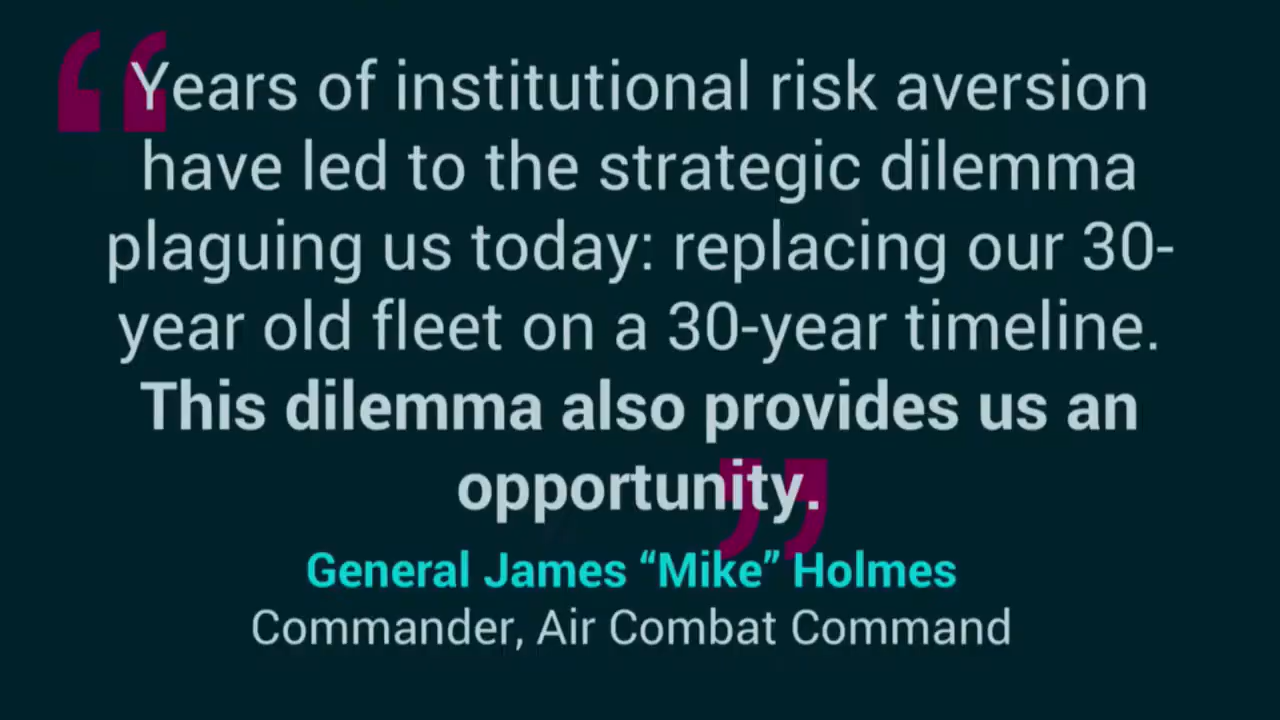 “Years of institutional risk aversion
have led to the strategic dilemma
plaguing us today: replacing our 30-
year old fleet on a 30-year timeline.
This dilemma also provides us an
opportunity.”
General James “Mike” Holmes
Commander, Air Combat Command